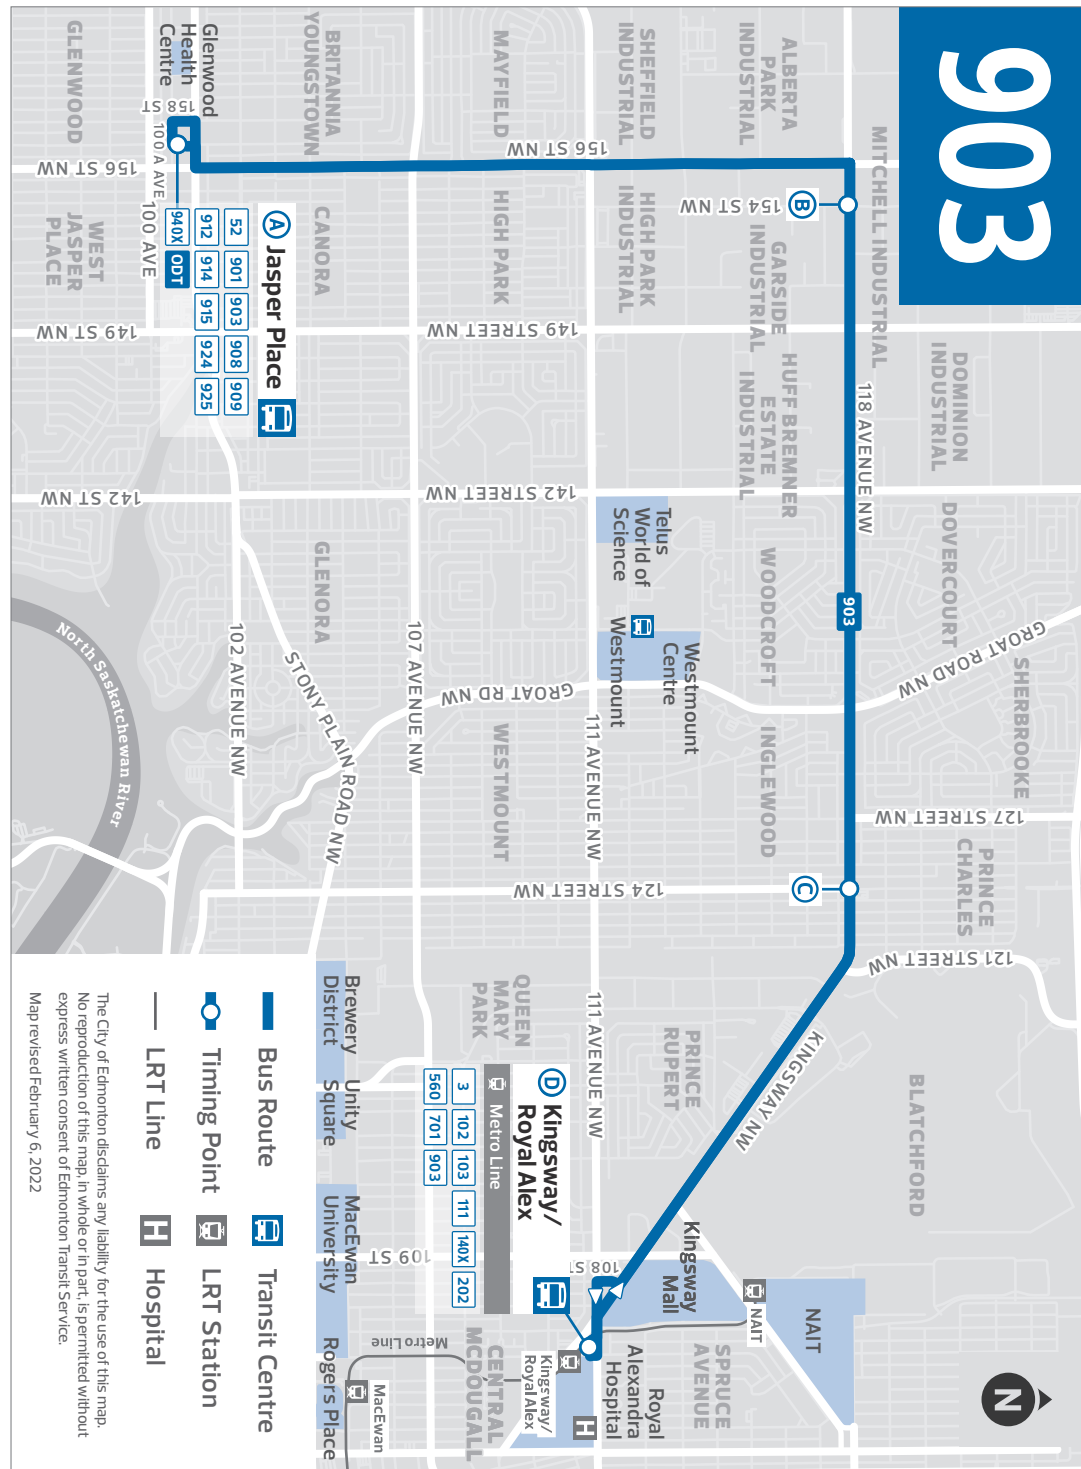 903
GLENWOOD
Glenwood
Health
Centre
158 ST
100 A AVE
100 AVE
BRITANNIA
YOUNGSTOWN
MAYFIELD
SHEFFIELD
INDUSTRIAL
ALBERTA
PARK
INDUSTRIAL
156 ST NW
156 ST NW
MITCHELL INDUSTRIAL
WEST
JASPER
PLACE
A Jasper Place
52 901 903 908 909
912 914 915 924 925
940X ODT
CANORA
HIGH PARK
HIGH PARK
INDUSTRIAL
154 ST NW
B
GARSIDE
INDUSTRIAL
149 ST NW
149 STREET NW
HUFF BREMNER
ESTATE
INDUSTRIAL
DOMINION
INDUSTRIAL
118 AVENUE NW
142 ST NW
142 STREET NW
Telus
World of
Science
DOVERCOURT
GLENORA
WOODCROFT
903
North Saskatchewan River
102 AVENUE NW
STONY PLAIN ROAD NW
107 AVENUE NW
GROAT RD NW
Westmount
Westmount
Centre
GROAT ROAD NW
SHERBROOKE
WESTMOUNT
111 AVENUE NW
INGLEWOOD
127 STREET NW
PRINCE
CHARLES
124 STREET NW
C
121 STREET NW
Brewery
District
QUEEN
MARY
PARK
111 AVENUE NW
PRINCE
RUPERT
KINGSWAY NW
BLATCHFORD
Unity
Square
D Kingsway/
Royal Alex
Metro Line
3 102 103 111 140X 202
560 701 903
MacEwan
University
109 ST
108 ST
Kingsway
Mall
NAIT
NAIT
Rogers Place
Metro Line
MacEwan
CENTRAL
MCDOUGALL
Kingsway/
Royal Alex
H
Royal
Alexandra
Hospital
SPRUCE
AVENUE
N
Bus Route
Transit Centre
Timing Point
LRT Station
LRT Line
H Hospital
The City of Edmonton disclaims any liability for the use of this map.
No reproduction of this map, in whole or in part, is permitted without
express written consent of Edmonton Transit Service.
Map revised February 6, 2022